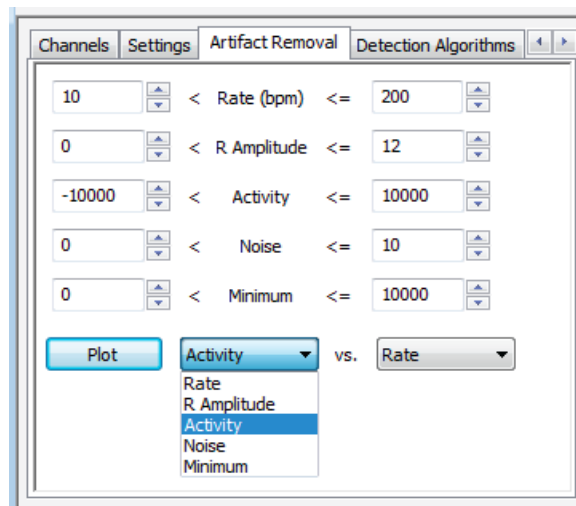 Channels Settings Artifact Removal Detection Algorithms
10 < Rate (bpm) <= 200
0 < R Amplitude <= 12
-10000 < Activity <= 10000
0 < Noise <= 10
0 < Minimum <= 10000
Plot Activity vs. Rate
Rate
R Amplitude
Activity
Noise
Minimum